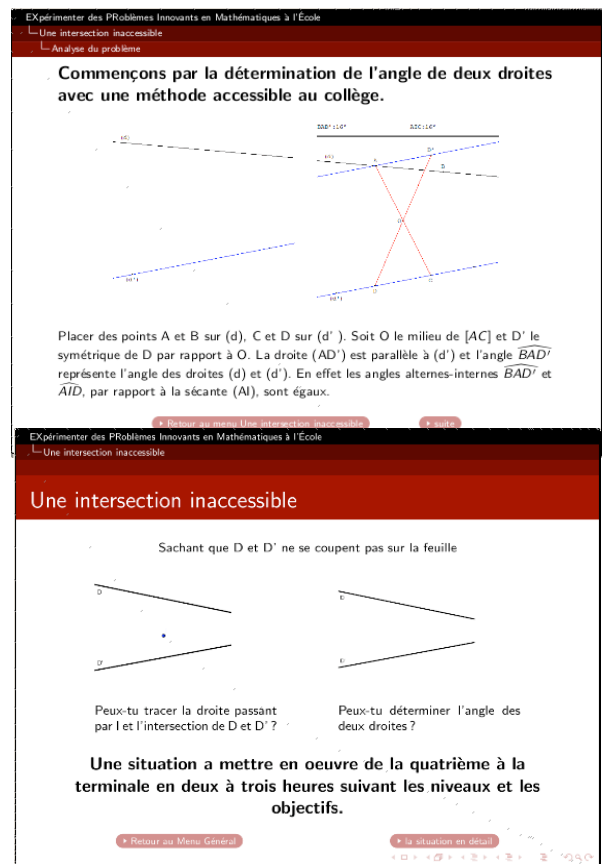 EXpérimenter des PRoblèmes Innovants en Mathématiques à l'École
Une intersection inaccessible
Analyse du problème
Commençons par la détermination de l'angle de deux droites
avec une méthode accessible au collège.
BAD':16°
ADC:16°
(d)
(d)
A
D'
B
O
D
C
(d')
(d')
Placer des points A et B sur (d), C et D sur (d' ). Soit O le milieu de [AC] et D' le
symétrique de D par rapport à O. La droite (AD') est parallèle à (d') et l'angle BAD'
représente l'angle des droites (d) et (d'). En effet les angles alternes-internes BAD' et
AID, par rapport à la sécante (AI), sont égaux.
Retour au menu Une intersection inaccessible
suite
EXpérimenter des PRoblèmes Innovants en Mathématiques à l'École
Une intersection inaccessible
Une intersection inaccessible
Sachant que D et D' ne se coupent pas sur la feuille
D
D
D'
D'
Peux-tu tracer la droite passant
par I et l'intersection de D et D' ?
Peux-tu déterminer l'angle des
deux droites ?
Une situation a mettre en oeuvre de la quatrième à la
terminale en deux à trois heures suivant les niveaux et les
objectifs.
Retour au Menu Général
la situation en détail